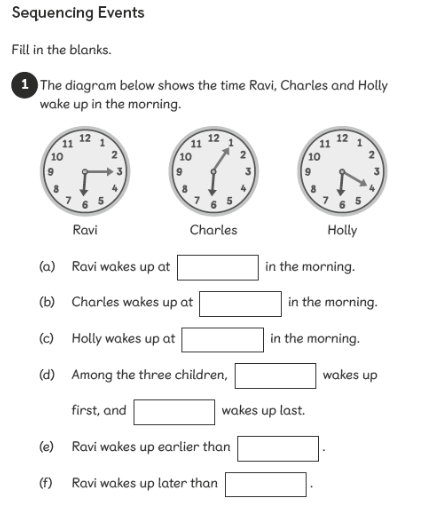 Sequencing Events
Fill in the blanks.
1 The diagram below shows the time Ravi, Charles and Holly
wake up in the morning.
12 1 2 3 4 5 6 7 8 9 10 11
12 1 2 3 4 5 6 7 8 9 10 11
12 1 2 3 4 5 6 7 8 9 10 11
Ravi Charles Holly
(a) Ravi wakes up at in the morning.
(b) Charles wakes up at in the morning.
(c) Holly wakes up at in the morning.
(d) Among the three children, wakes up
first, and wakes up last.
(e) Ravi wakes up earlier than .
(f) Ravi wakes up later than .